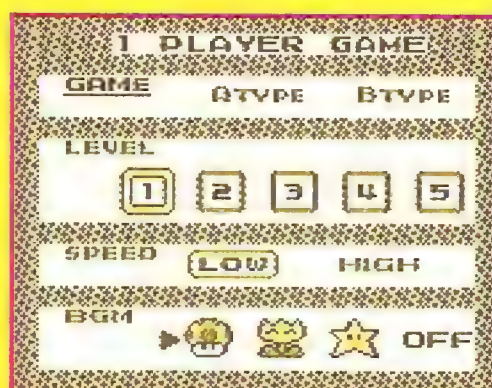 1 PLAYER GAME
GAME ATYPE BTYPE
LEVEL
1 2 3 4 5
SPEED LOW HIGH
BGM OFF